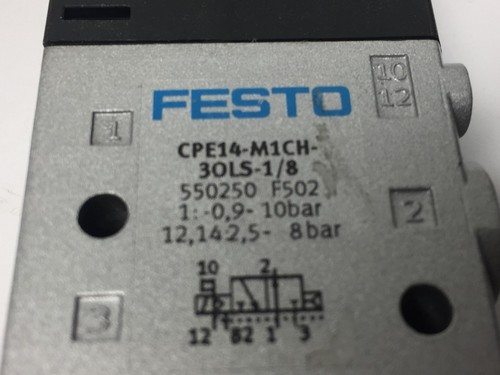 FESTO
10
12
1
CPE14-M1CH-
3OLS-1/8
550250 F502
1: -0,9- 10bar
12,14:2,5- 8bar
2
3
10 2
12 82 1 3